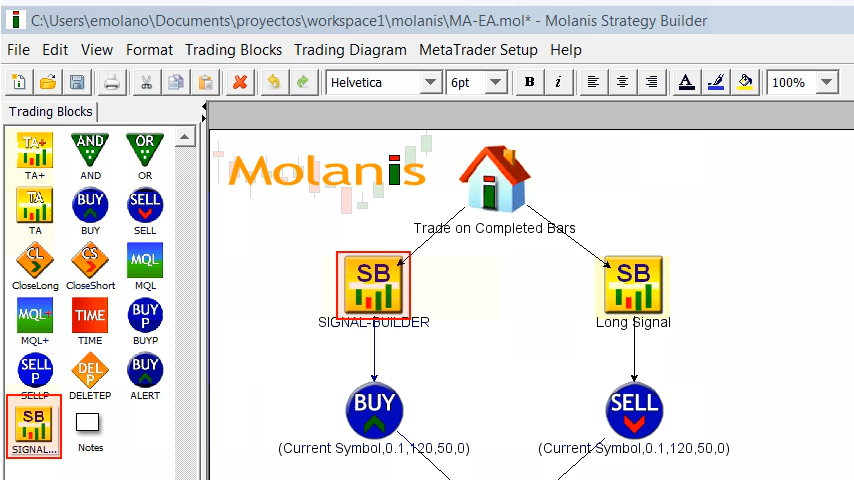 C:\Users\emolano\Documents\proyectos\workspace1\molanis\MA-EA.mol* - Molanis Strategy Builder
File Edit View Format Trading Blocks Trading Diagram MetaTrader Setup Help
Helvetica 6pt B i A 100%
Trading Blocks
TA+ AND OR
TA+ AND OR
TA BUY SELL
TA BUY SELL
CL CS MQL
CloseLong CloseShort MQL
MQL+ TIME BUY P
MQL+ TIME BUYP
SELL P DEL P BUY
SELLP DELETEP ALERT
SB
SIGNAL... Notes
Molanis
Trade on Completed Bars
SB SB
SIGNAL-BUILDER Long Signal
BUY SELL
(Current Symbol,0.1,120,50,0) (Current Symbol,0.1,120,50,0)